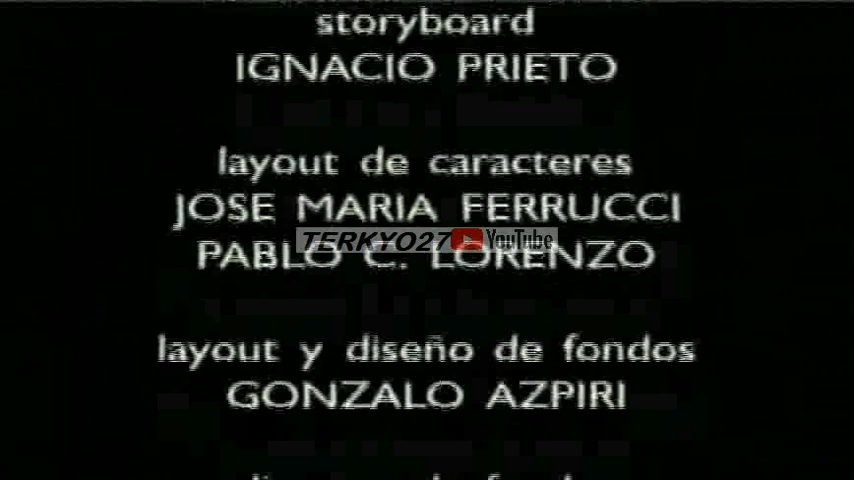 storyboard
IGNACIO PRIETO
layout de caracteres
JOSE MARIA FERRUCCI
TERKYO27 YouTube
PABLO C. LORENZO
layout y diseño de fondos
GONZALO AZPIRI